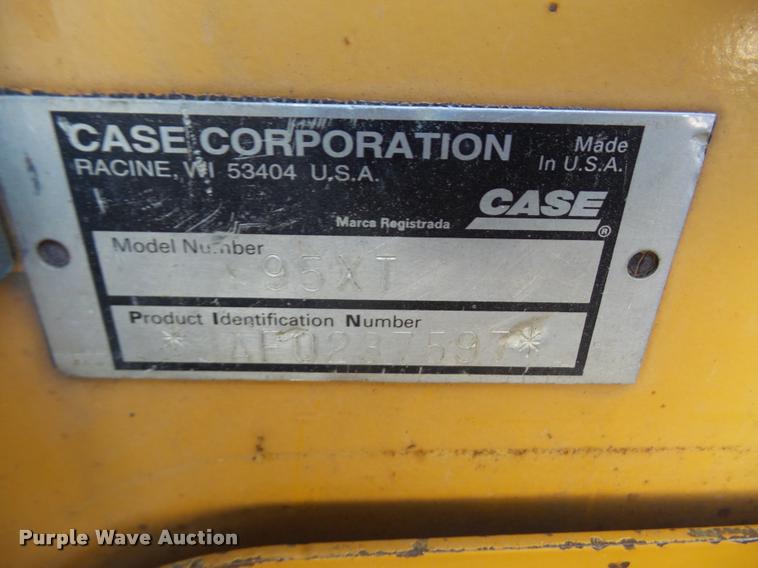 CASE CORPORATION
RACINE, WI 53404 U.S.A.
Made
In U.S.A.
Marca Registrada
CASE
®
Model Number
95XT
Product Identification Number
*JAF0237597*
Purple Wave Auction